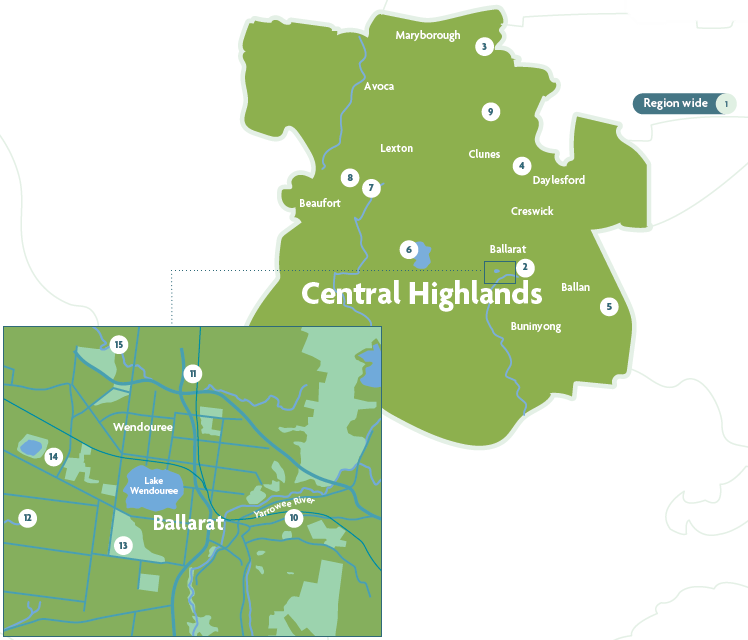 Maryborough
3
Avoca
Region wide 1
9
Lexton
Clunes
4
8
Daylesford
7
Beaufort
Creswick
6
Ballarat
2
Central Highlands
Ballan
5
Buninyong
15
11
Wendouree
14
Lake
Wendouree
Yarrowee River
12
Ballarat
10
13